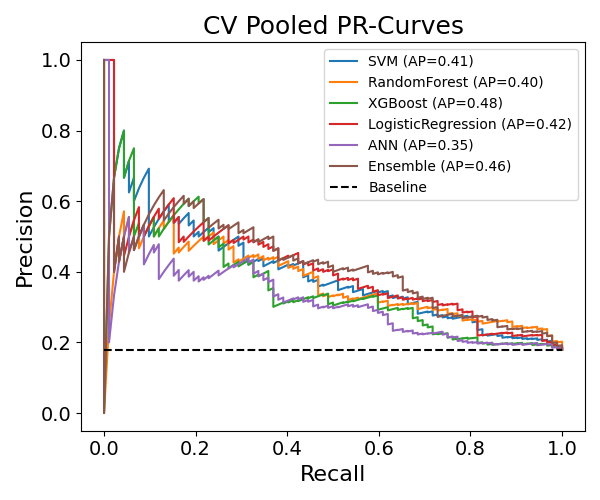 CV Pooled PR-Curves
Precision
1.0
0.8
0.6
0.4
0.2
0.0
SVM (AP=0.41)
RandomForest (AP=0.40)
XGBoost (AP=0.48)
LogisticRegression (AP=0.42)
ANN (AP=0.35)
Ensemble (AP=0.46)
Baseline
0.0 0.2 0.4 0.6 0.8 1.0
Recall